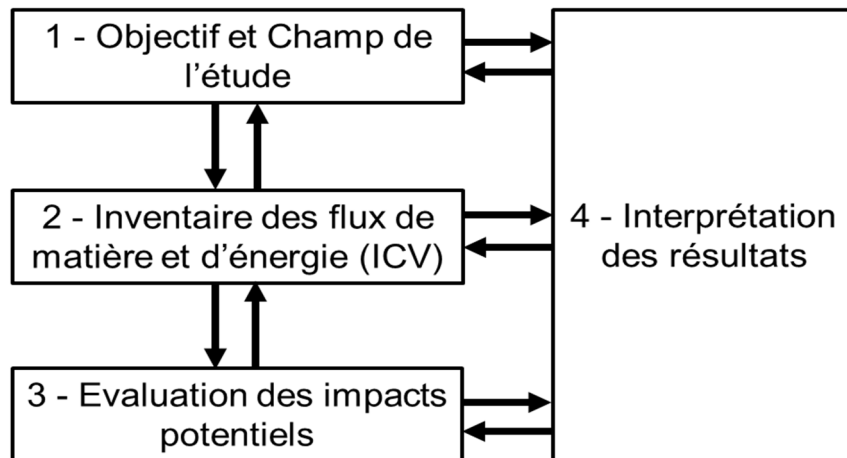 1 - Objectif et Champ de
l’étude
2 - Inventaire des flux de
matière et d’énergie (ICV)
3 - Evaluation des impacts
potentiels
4 - Interprétation
des résultats